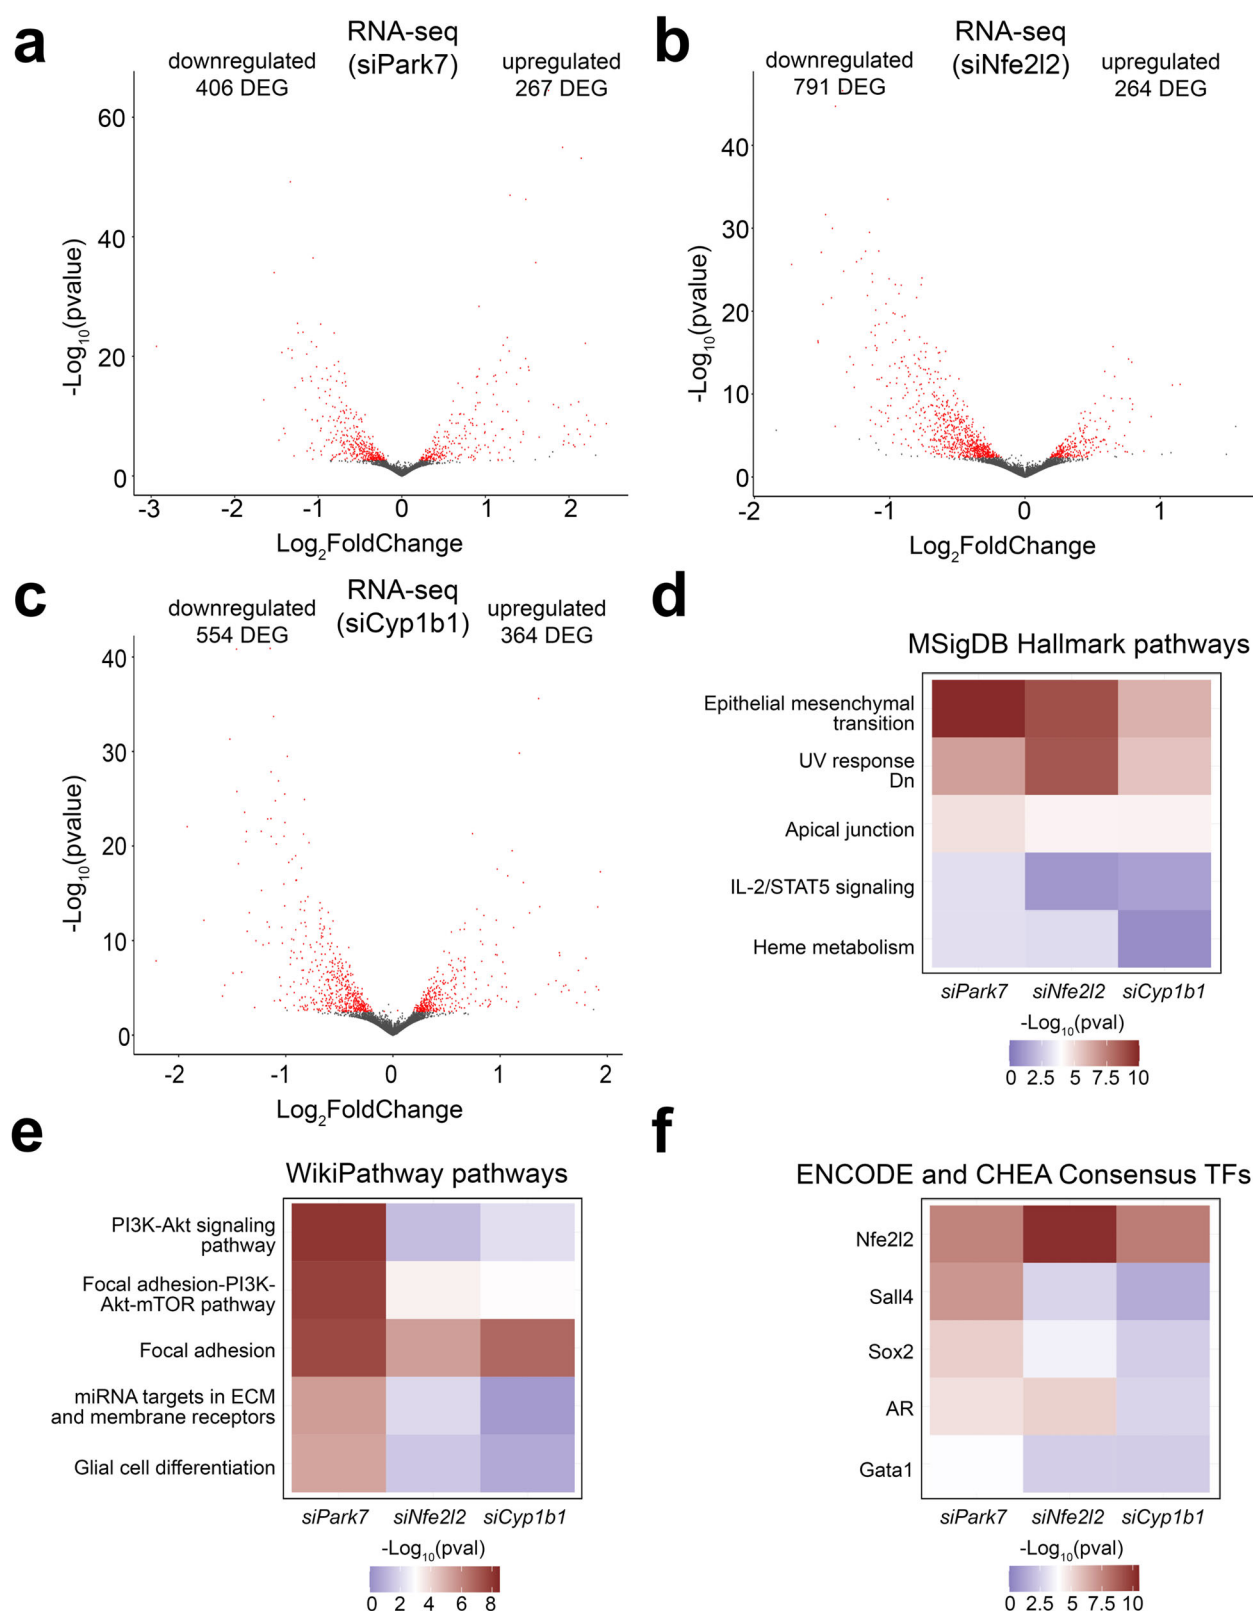 a
RNA-seq
(siPark7)
downregulated
406 DEG
upregulated
267 DEG
-Log10(pvalue)
60
40
20
0
-3 -2 -1 0 1 2
Log2FoldChange
b
RNA-seq
(siNfe2l2)
downregulated
791 DEG
upregulated
264 DEG
-Log10(pvalue)
40
30
20
10
0
-2 -1 0 1
Log2FoldChange
c
RNA-seq
(siCyp1b1)
downregulated
554 DEG
upregulated
364 DEG
-Log10(pvalue)
40
30
20
10
0
-2 -1 0 1 2
Log2FoldChange
d
MSigDB Hallmark pathways
Epithelial mesenchymal
transition
UV response
Dn
Apical junction
IL-2/STAT5 signaling
Heme metabolism
siPark7 siNfe2l2 siCyp1b1
-Log10(pval)
0 2.5 5 7.5 10
e
WikiPathway pathways
PI3K-Akt signaling
pathway
Focal adhesion-PI3K-
Akt-mTOR pathway
Focal adhesion
miRNA targets in ECM
and membrane receptors
Glial cell differentiation
siPark7 siNfe2l2 siCyp1b1
-Log10(pval)
0 2 4 6 8
f
ENCODE and CHEA Consensus TFs
Nfe2l2
Sall4
Sox2
AR
Gata1
siPark7 siNfe2l2 siCyp1b1
-Log10(pval)
0 2.5 5 7.5 10